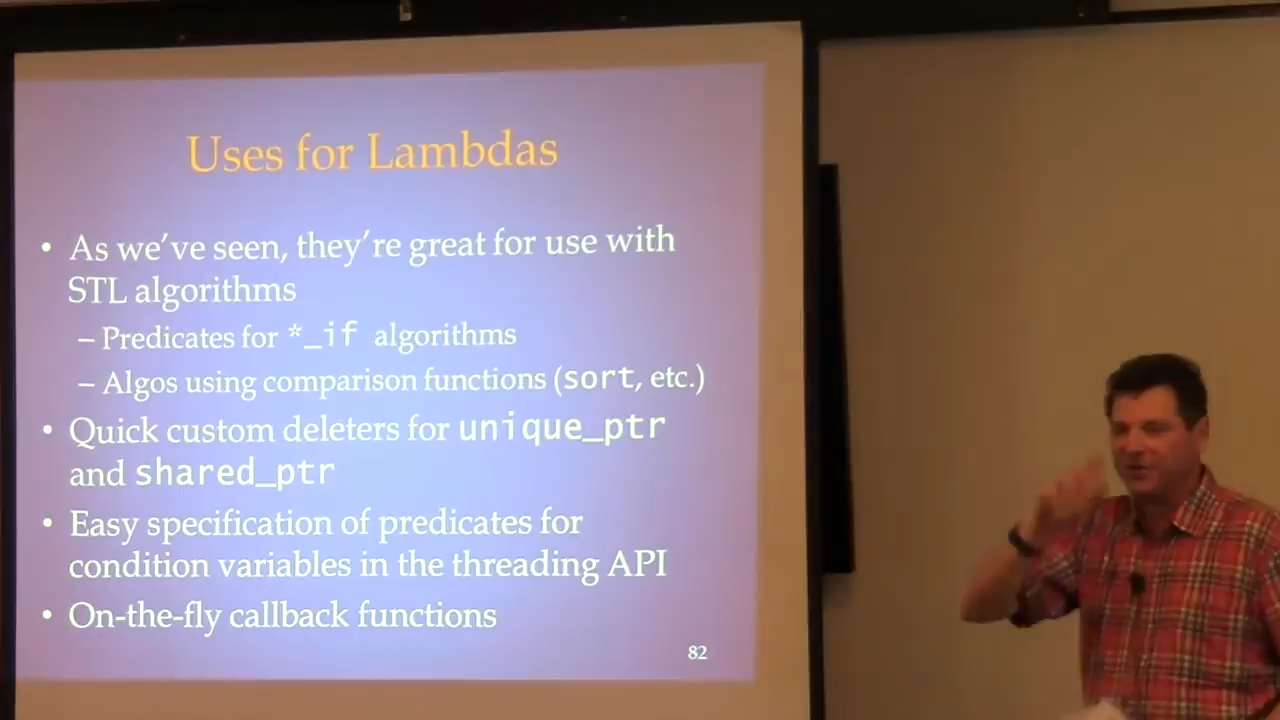 Uses for Lambdas
• As we've seen, they're great for use with
STL algorithms
– Predicates for *_if algorithms
– Algos using comparison functions (sort, etc.)
• Quick custom deleters for unique_ptr
and shared_ptr
• Easy specification of predicates for
condition variables in the threading API
• On-the-fly callback functions
82